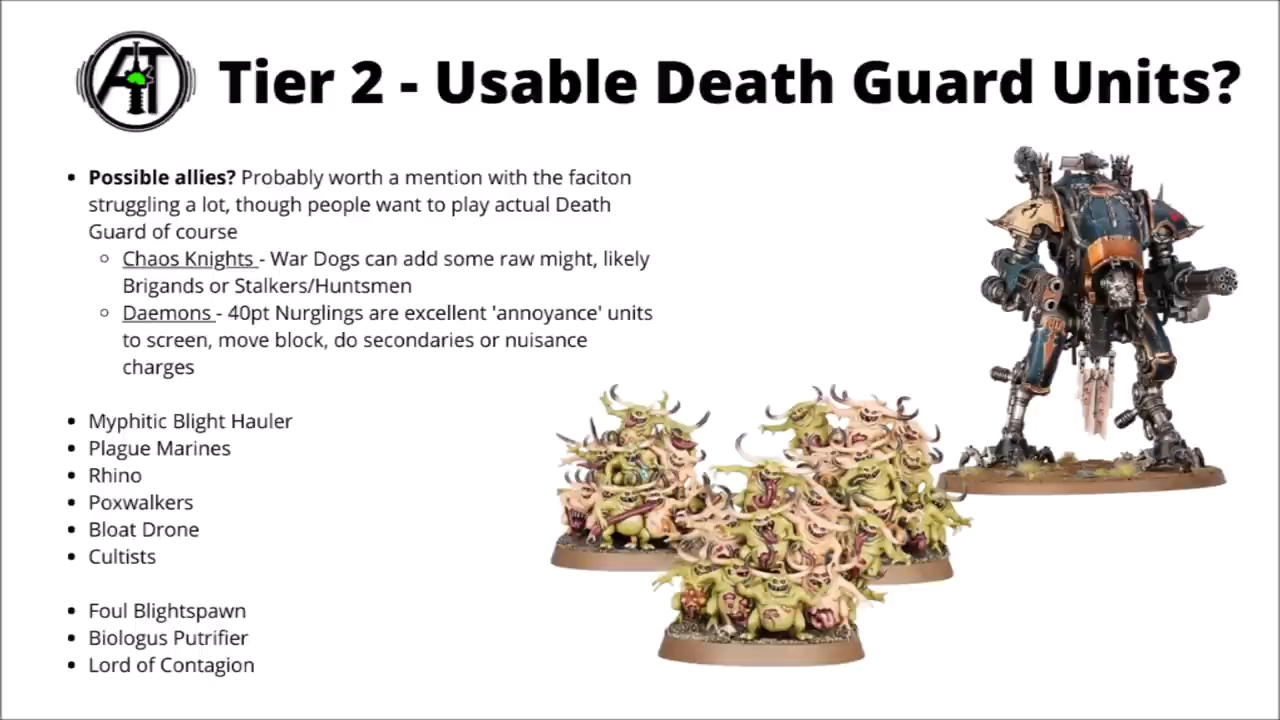 AT
Tier 2 - Usable Death Guard Units?
Possible allies? Probably worth a mention with the faciton
struggling a lot, though people want to play actual Death
Guard of course
Chaos Knights - War Dogs can add some raw might, likely
Brigands or Stalkers/Huntsmen
Daemons - 40pt Nurglings are excellent 'annoyance' units
to screen, move block, do secondaries or nuisance
charges
Myphitic Blight Hauler
Plague Marines
Rhino
Poxwalkers
Bloat Drone
Cultists
Foul Blightspawn
Biologus Putrifier
Lord of Contagion